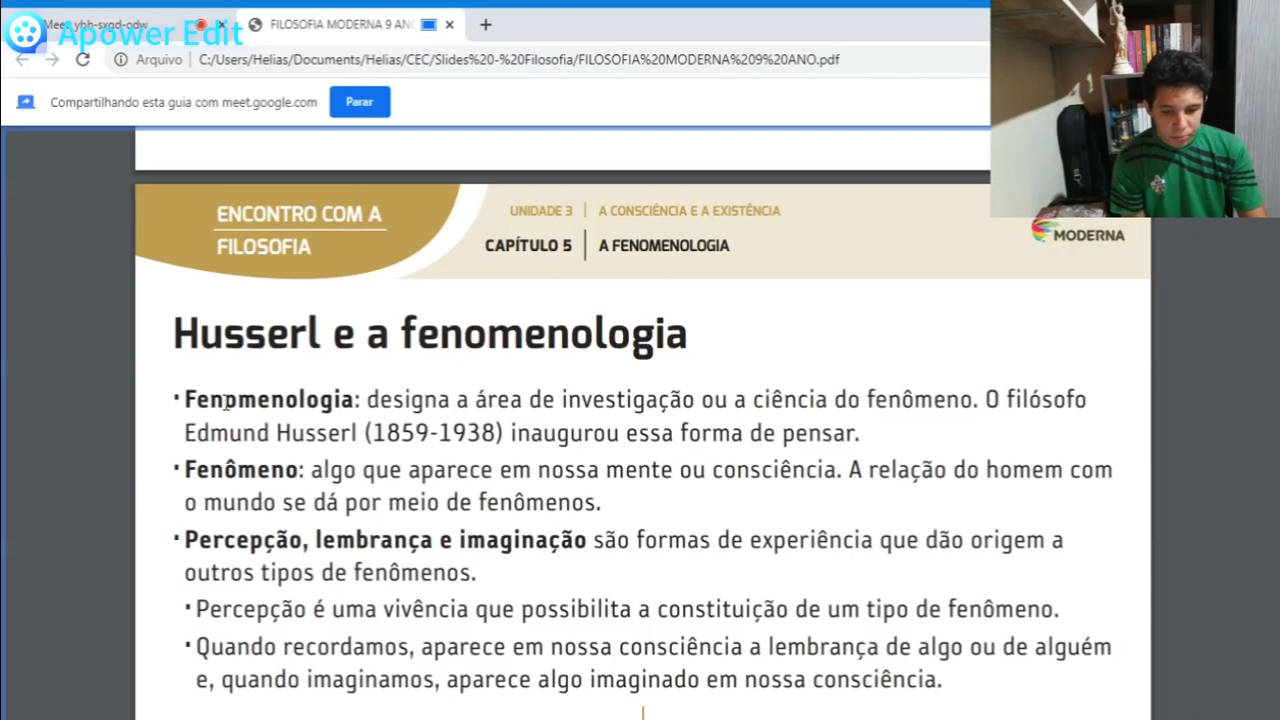 Meet ybh-sxqd-qdw
FILOSOFIA MODERNA 9 ANO
Apower Edit
Arquivo
C:/Users/Helias/Documents/Helias/CEC/Slides%20-%20Filosofia/FILOSOFIA%20MODERNA%209%20ANO.pdf
Compartilhando esta guia com meet.google.com
Parar
ENCONTRO COM A
FILOSOFIA
UNIDADE 3 | A CONSCIÊNCIA E A EXISTÊNCIA
CAPÍTULO 5 | A FENOMENOLOGIA
MODERNA
Husserl e a fenomenologia
· Fenomenologia: designa a área de investigação ou a ciência do fenômeno. O filósofo
Edmund Husserl (1859-1938) inaugurou essa forma de pensar.
· Fenômeno: algo que aparece em nossa mente ou consciência. A relação do homem com
o mundo se dá por meio de fenômenos.
· Percepção, lembrança e imaginação são formas de experiência que dão origem a
outros tipos de fenômenos.
· Percepção é uma vivência que possibilita a constituição de um tipo de fenômeno.
· Quando recordamos, aparece em nossa consciência a lembrança de algo ou de alguém
e, quando imaginamos, aparece algo imaginado em nossa consciência.